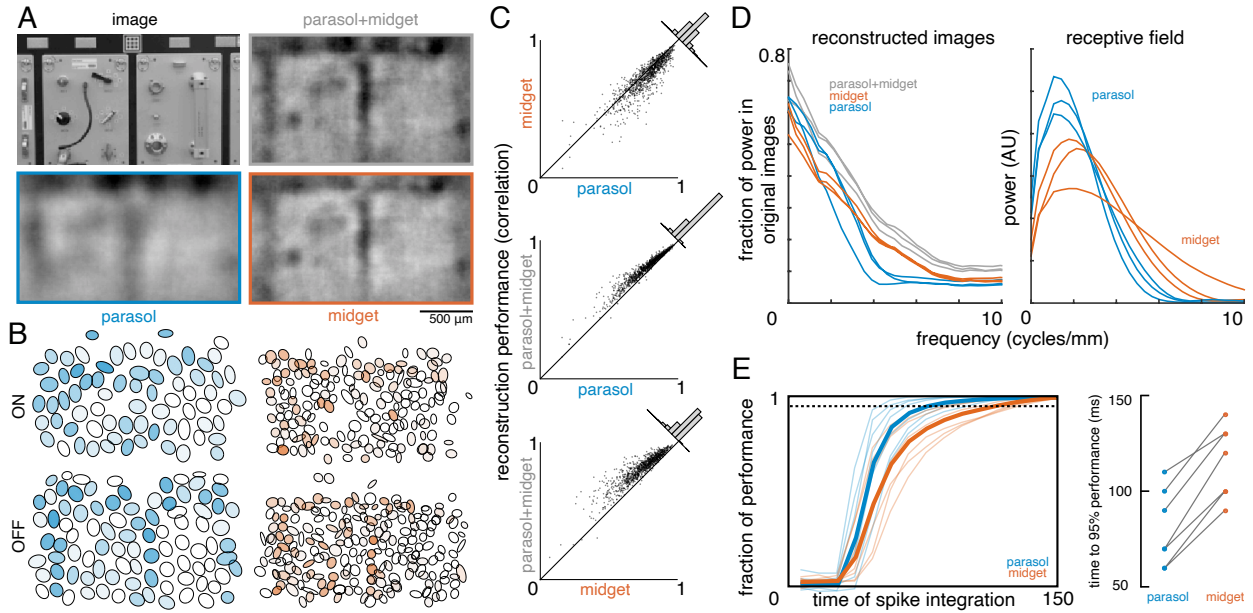 A
image
parasol+midget
parasol
midget
500 µm
B
ON
OFF
C
reconstruction performance (correlation)
1
midget
0
parasol
1
1
parasol+midget
0
parasol
1
1
parasol+midget
0
midget
1
D
reconstructed images
receptive field
0.8
fraction of power in
original images
parasol+midget
midget
parasol
0
10
power (AU)
parasol
midget
0
10
frequency (cycles/mm)
E
1
fraction of performance
parasol
midget
0
time of spike integration
150
time to 95% performance (ms)
150
100
50
parasol
midget